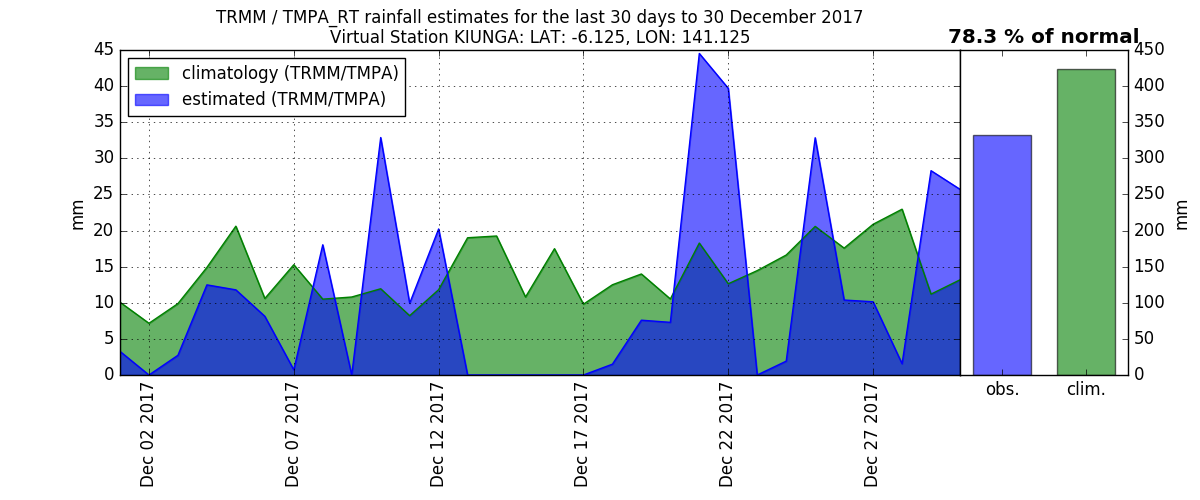 TRMM / TMPA_RT rainfall estimates for the last 30 days to 30 December 2017
Virtual Station KIUNGA: LAT: -6.125, LON: 141.125
78.3 % of normal
climatology (TRMM/TMPA)
estimated (TRMM/TMPA)
mm
45
40
35
30
25
20
15
10
5
0
Dec 02 2017
Dec 07 2017
Dec 12 2017
Dec 17 2017
Dec 22 2017
Dec 27 2017
obs.
clim.
450
400
350
300
250
200
150
100
50
0
mm